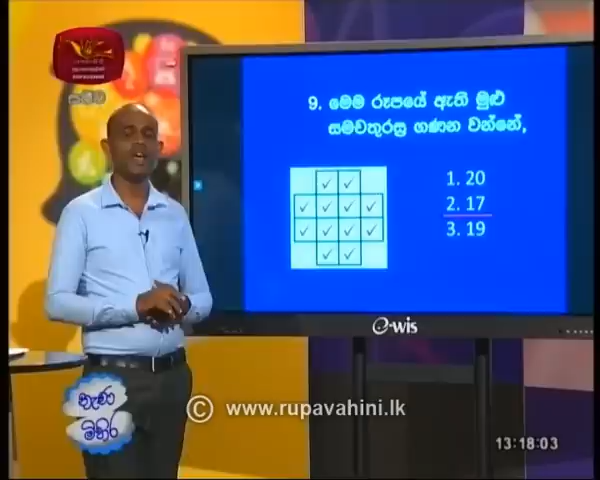 9. මෙම රූපයේ ඇති මුළු
සමචතුරස්‍ර ගණන වන්නේ,
1. 20
2. 17
3. 19
e-wis
නැණ
මිහිර
© www.rupavahini.lk
13:18:03